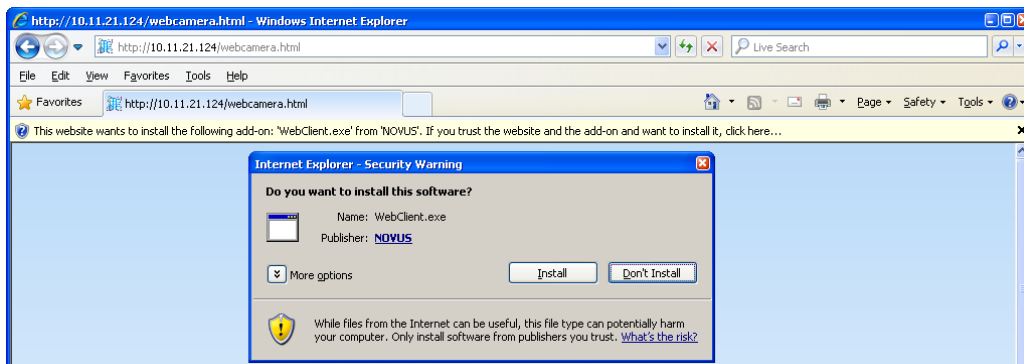 http://10.11.21.124/webcamera.html - Windows Internet Explorer
http://10.11.21.124/webcamera.html Live Search
File Edit View Favorites Tools Help
Favorites http://10.11.21.124/webcamera.html Page Safety Tools
This website wants to install the following add-on: 'WebClient.exe' from 'NOVUS'. If you trust the website and the add-on and want to install it, click here...
Internet Explorer - Security Warning
Do you want to install this software?
Name: WebClient.exe
Publisher: NOVUS
More options Install Don't Install
While files from the Internet can be useful, this file type can potentially harm
your computer. Only install software from publishers you trust. What's the risk?